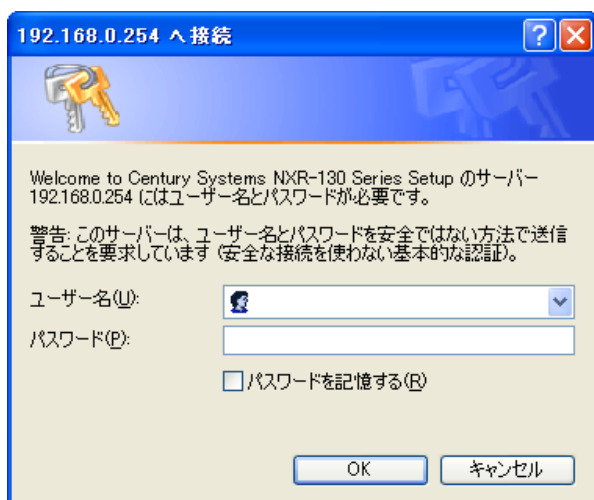 192.168.0.254 へ接続
Welcome to Century Systems NXR-130 Series Setup のサーバー
192.168.0.254 にはユーザー名とパスワードが必要です。
警告: このサーバーは、ユーザー名とパスワードを安全ではない方法で送信
することを要求しています (安全な接続を使わない基本的な認証)。
ユーザー名(U):
パスワード(P):
パスワードを記憶する(R)
OK キャンセル